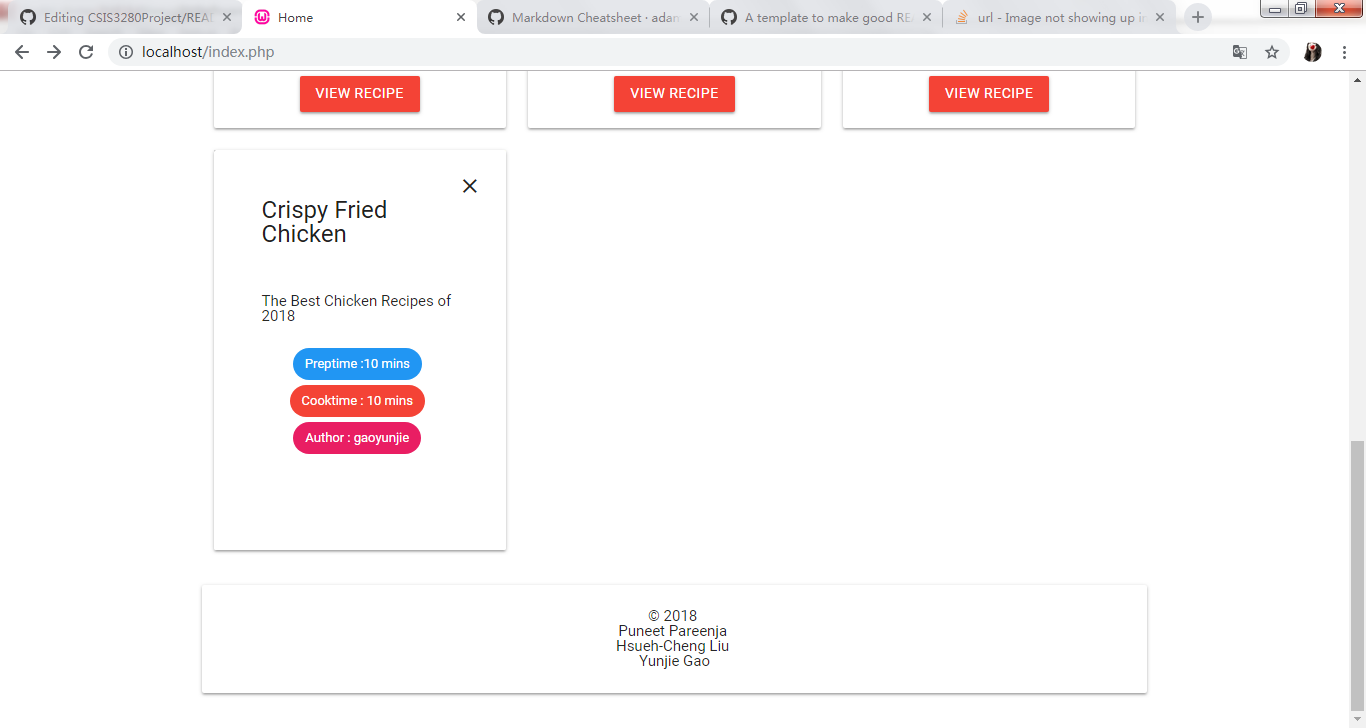 Editing CSIS3280Project/REA
Home
Markdown Cheatsheet · adan
A template to make good RE
url - Image not showing up in
localhost/index.php
VIEW RECIPE
VIEW RECIPE
VIEW RECIPE
Crispy Fried
Chicken
The Best Chicken Recipes of
2018
Preptime :10 mins
Cooktime : 10 mins
Author : gaoyunjie
© 2018
Puneet Pareenja
Hsueh-Cheng Liu
Yunjie Gao